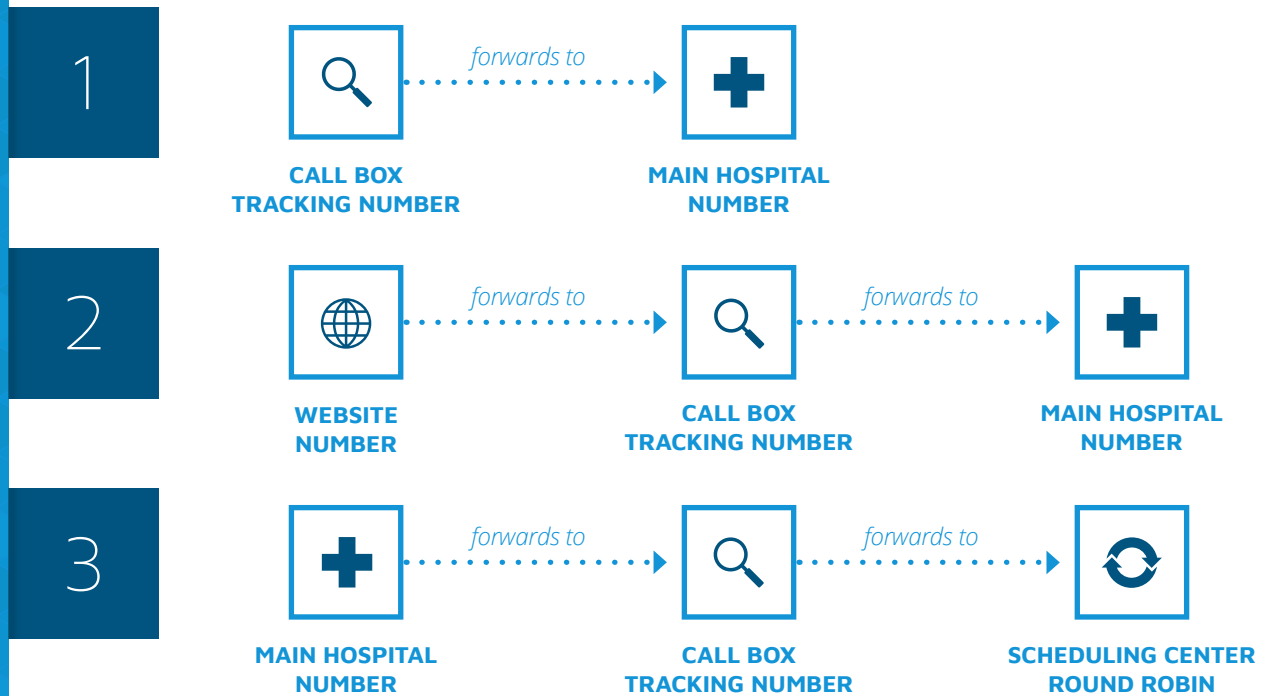 1
forwards to
CALL BOX
TRACKING NUMBER
MAIN HOSPITAL
NUMBER
2
forwards to
forwards to
WEBSITE
NUMBER
CALL BOX
TRACKING NUMBER
MAIN HOSPITAL
NUMBER
3
forwards to
forwards to
MAIN HOSPITAL
NUMBER
CALL BOX
TRACKING NUMBER
SCHEDULING CENTER
ROUND ROBIN